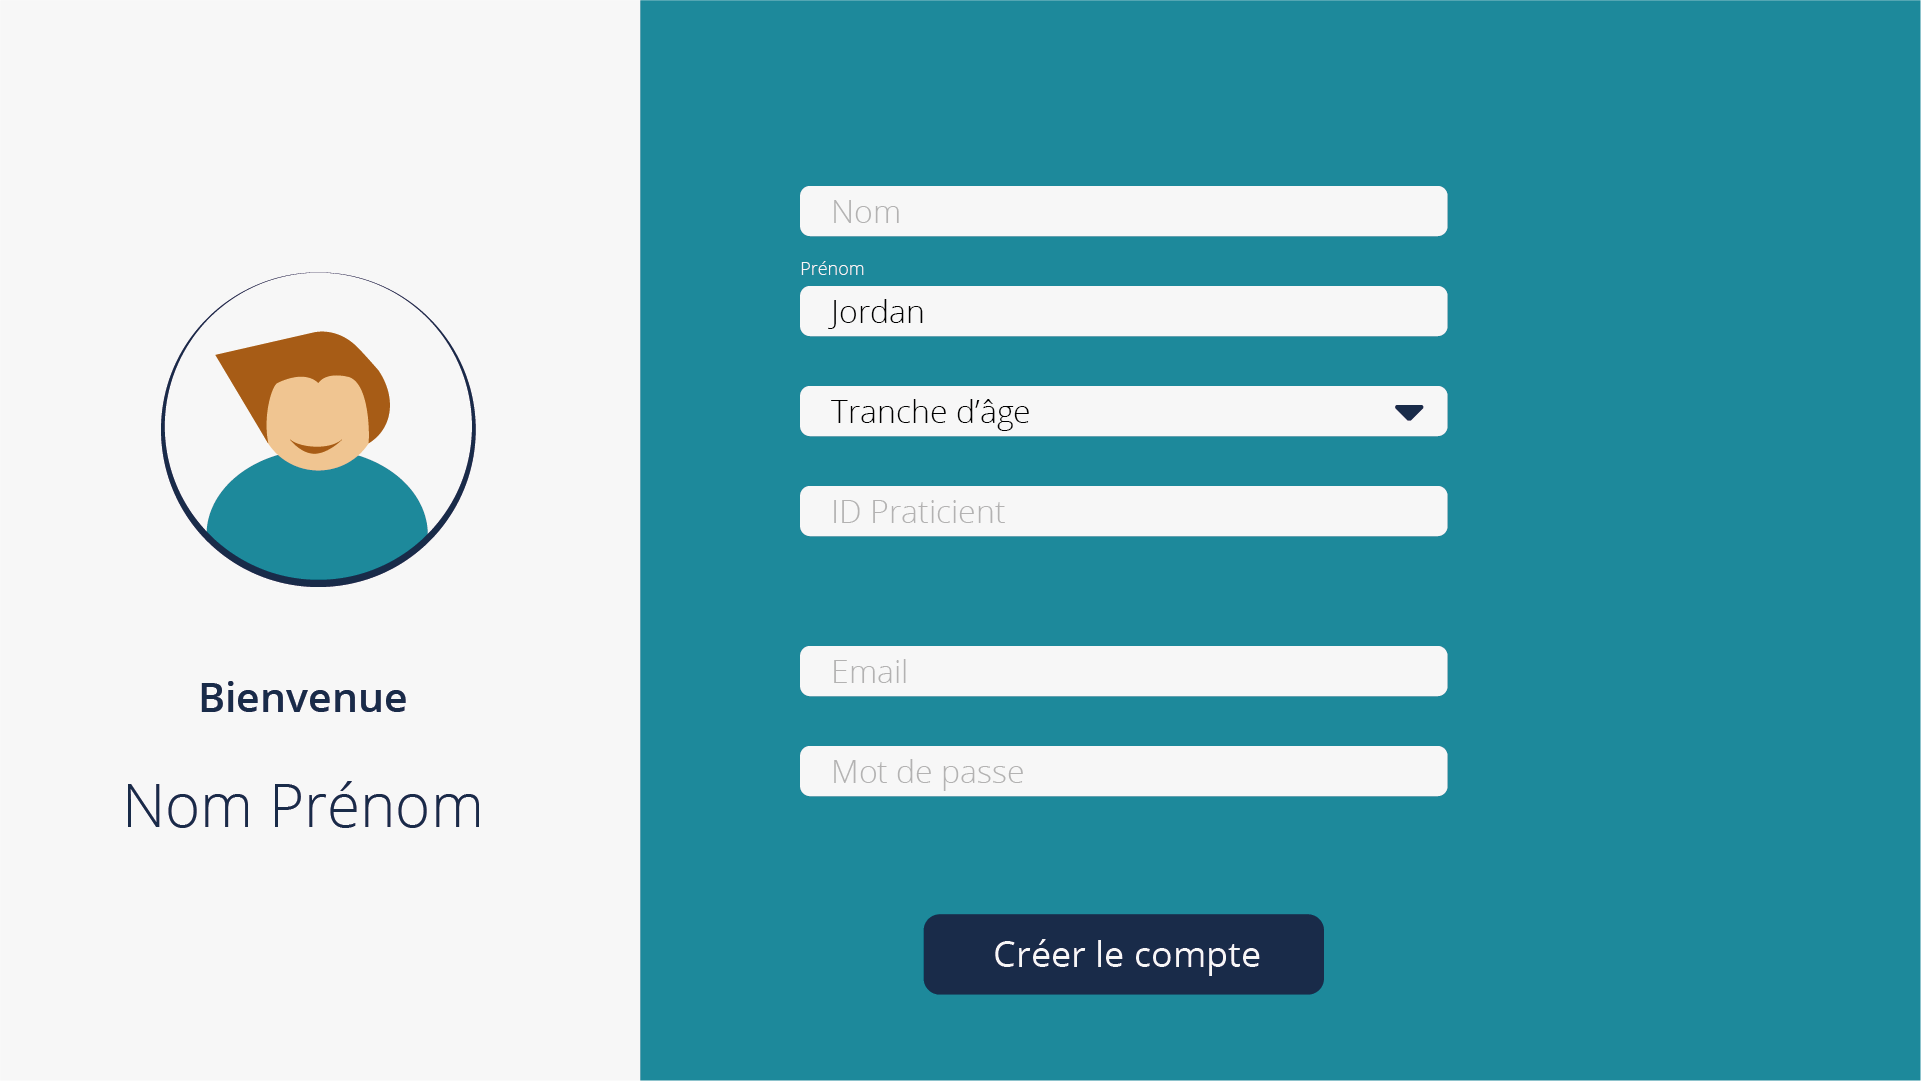 Bienvenue
Nom Prénom
Nom
Prénom
Jordan
Tranche d’âge
ID Praticient
Email
Mot de passe
Créer le compte